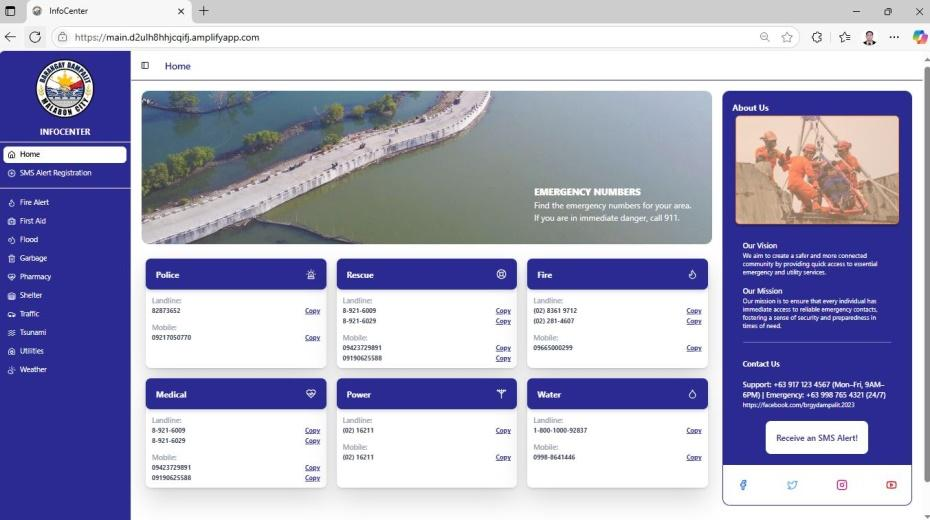 InfoCenter
https://main.d2ulh8hhjcqifj.amplifyapp.com
BARANGAY DAMPALIT
MALABON CITY
INFOCENTER
Home
SMS Alert Registration
Fire Alert
First Aid
Flood
Garbage
Pharmacy
Shelter
Traffic
Tsunami
Utilities
Weather
Home
EMERGENCY NUMBERS
Find the emergency numbers for your area.
If you are in immediate danger, call 911.
Police
Landline:
82873652 Copy
Mobile:
09217050770 Copy
Rescue
Landline:
8-921-6009 Copy
8-921-6029 Copy
Mobile:
09423729891 Copy
09190625588 Copy
Fire
Landline:
(02) 8361 9712 Copy
(02) 281-4607 Copy
Mobile:
09665000299 Copy
Medical
Landline:
8-921-6009 Copy
8-921-6029 Copy
Mobile:
09423729891 Copy
09190625588 Copy
Power
Landline:
(02) 16211 Copy
Mobile:
(02) 16211 Copy
Water
Landline:
1-800-1000-92837 Copy
Mobile:
0998-8641446 Copy
About Us
Our Vision
We aim to create a safer and more connected
community by providing quick access to essential
emergency and utility services.
Our Mission
Our mission is to ensure that every individual has
immediate access to reliable emergency contacts,
fostering a sense of security and preparedness in
times of need.
Contact Us
Support: +63 917 123 4567 (Mon–Fri, 9AM–
6PM) | Emergency: +63 998 765 4321 (24/7)
https://facebook.com/brgydampalit.2023
Receive an SMS Alert!